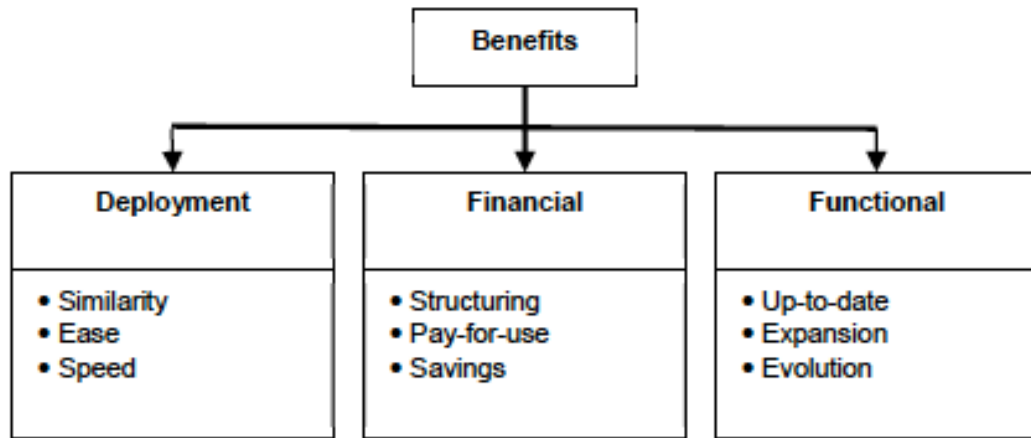 Benefits
Deployment
• Similarity
• Ease
• Speed
Financial
• Structuring
• Pay-for-use
• Savings
Functional
• Up-to-date
• Expansion
• Evolution